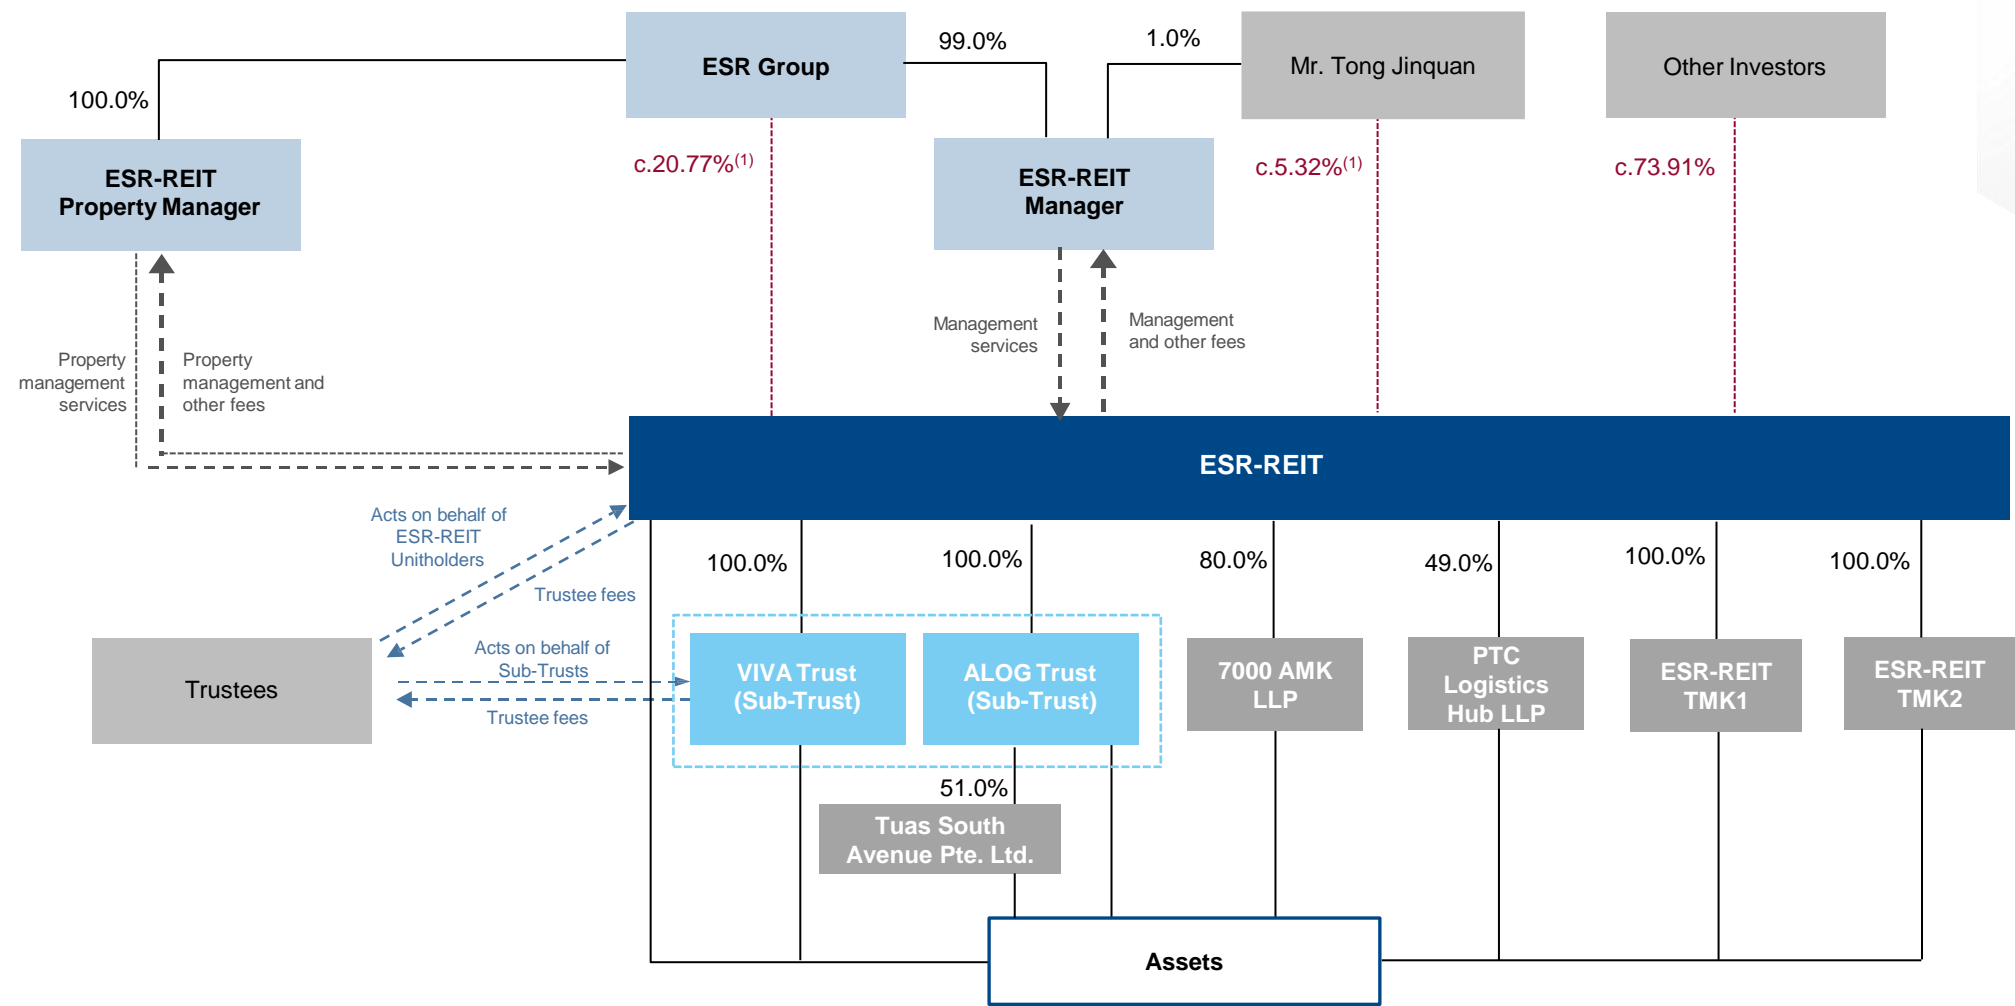 ESR Group
99.0%
1.0%
Mr. Tong Jinquan
Other Investors
100.0%
ESR-REIT
Property Manager
c.20.77%(1)
ESR-REIT
Manager
c.5.32%(1)
c.73.91%
Property
management
services
Property
management and
other fees
Management
services
Management
and other fees
ESR-REIT
Acts on behalf of
ESR-REIT
Unitholders
Trustee fees
100.0%
100.0%
80.0%
49.0%
100.0%
100.0%
Trustees
Acts on behalf of
Sub-Trusts
Trustee fees
VIVA Trust
(Sub-Trust)
ALOG Trust
(Sub-Trust)
7000 AMK
LLP
PTC
Logistics
Hub LLP
ESR-REIT
TMK1
ESR-REIT
TMK2
51.0%
Tuas South
Avenue Pte. Ltd.
Assets